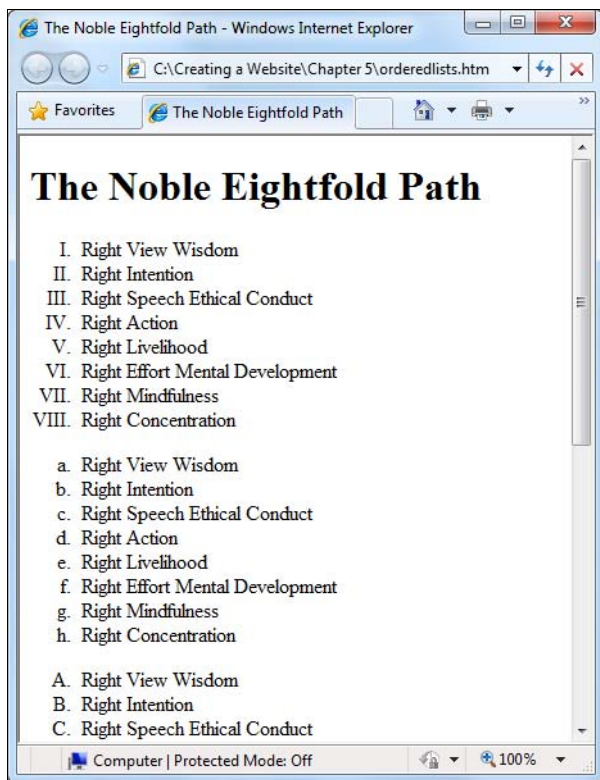 The Noble Eightfold Path - Windows Internet Explorer
C:\Creating a Website\Chapter 5\orderedlists.htm
Favorites
The Noble Eightfold Path
The Noble Eightfold Path
I. Right View Wisdom
II. Right Intention
III. Right Speech Ethical Conduct
IV. Right Action
V. Right Livelihood
VI. Right Effort Mental Development
VII. Right Mindfulness
VIII. Right Concentration
a. Right View Wisdom
b. Right Intention
c. Right Speech Ethical Conduct
d. Right Action
e. Right Livelihood
f. Right Effort Mental Development
g. Right Mindfulness
h. Right Concentration
A. Right View Wisdom
B. Right Intention
C. Right Speech Ethical Conduct
Computer | Protected Mode: Off
100%